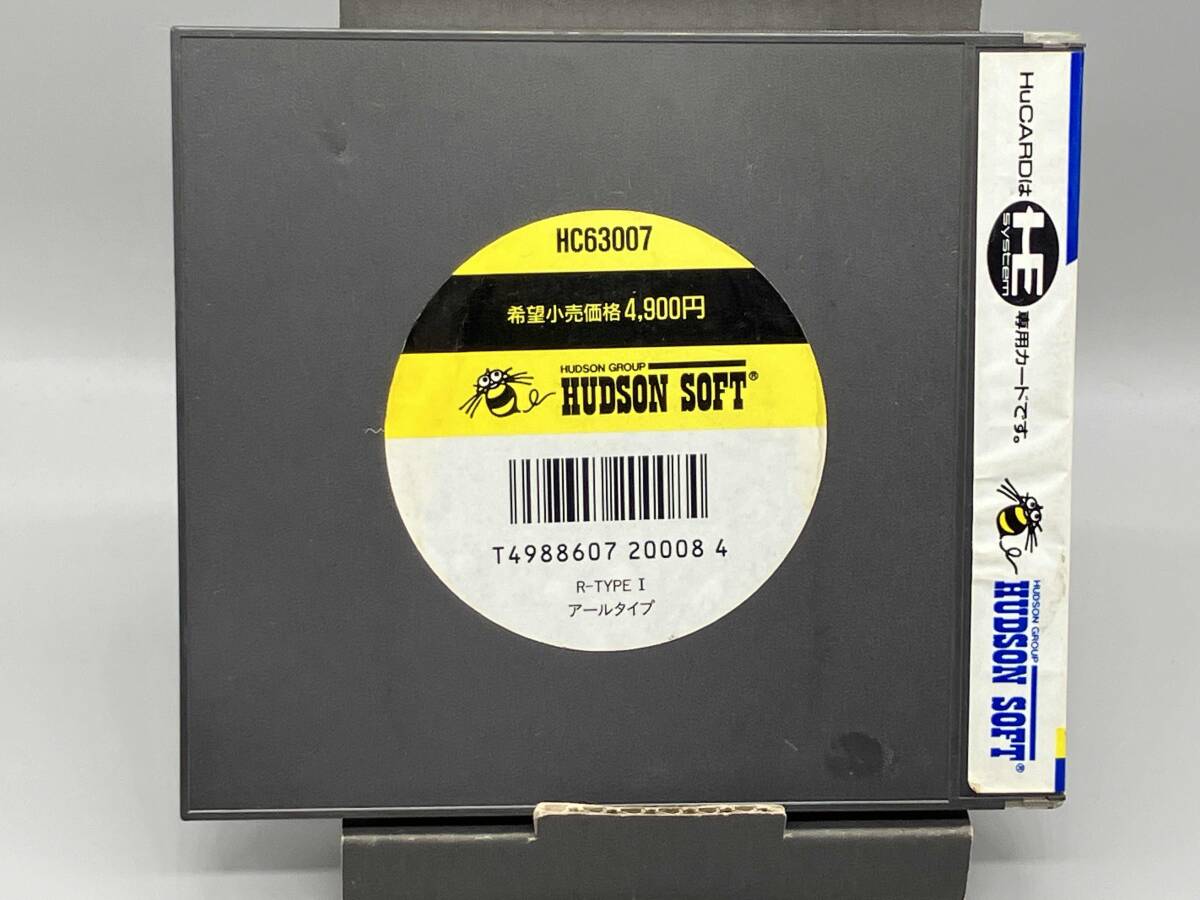 HC63007
希望小売価格4,900円
HUDSON GROUP
HUDSON SOFT®
T4988607 20008 4
R-TYPE I
アールタイプ
HuCARDは HE system 専用カードです。
HUDSON GROUP
HUDSON SOFT®